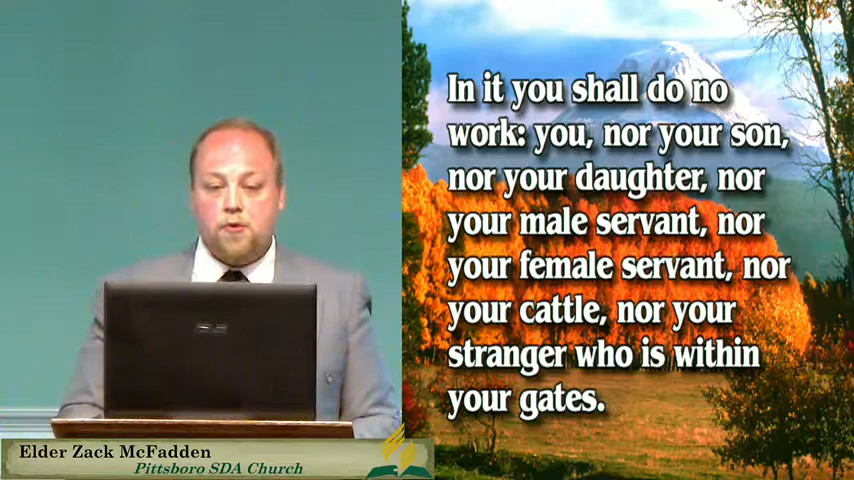 In it you shall do no
work: you, nor your son,
nor your daughter, nor
your male servant, nor
your female servant, nor
your cattle, nor your
stranger who is within
your gates.
Elder Zack McFadden
Pittsboro SDA Church